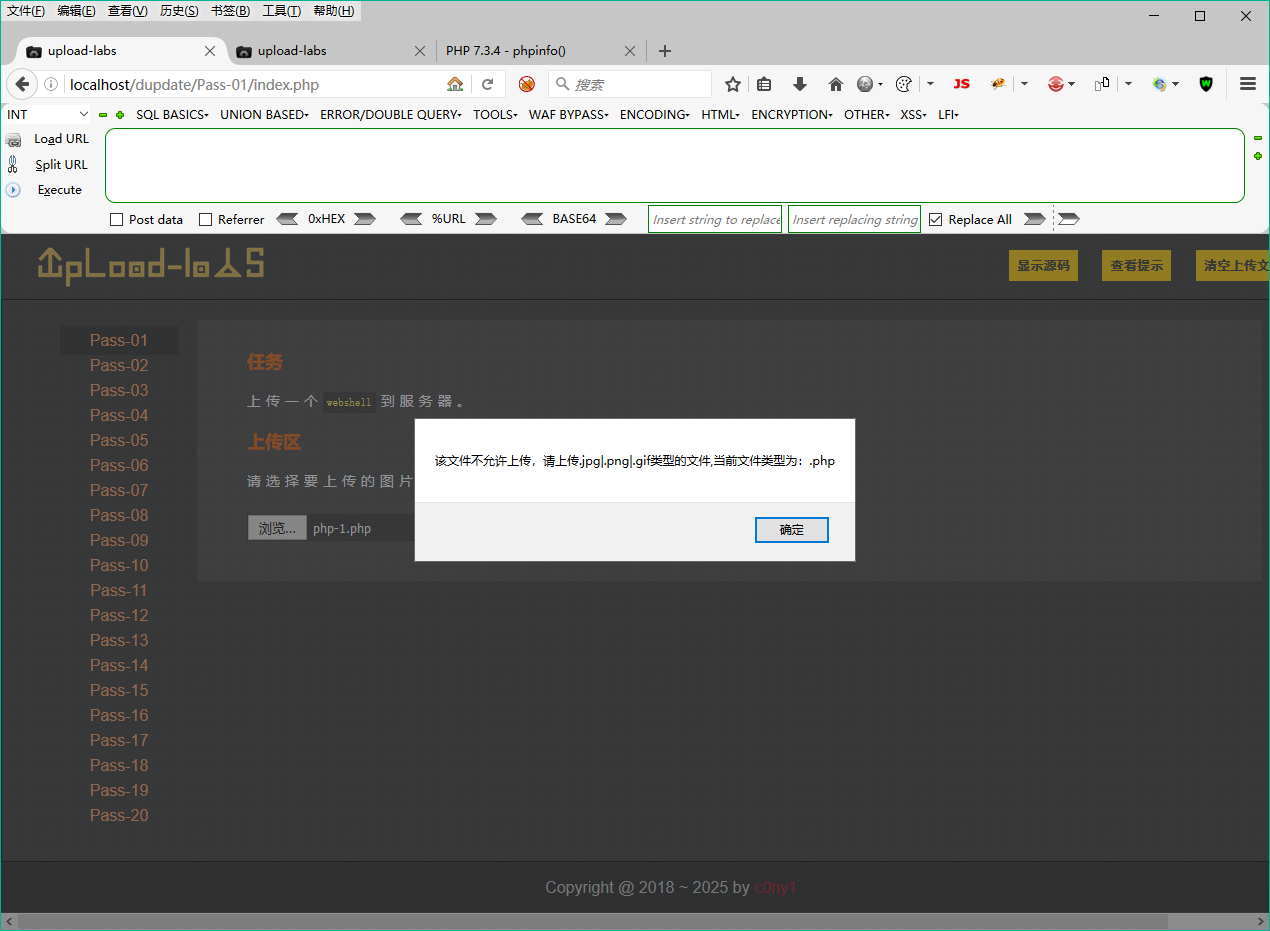 文件(F) 编辑(E) 查看(V) 历史(S) 书签(B) 工具(T) 帮助(H)
upload-labs upload-labs PHP 7.3.4 - phpinfo()
localhost/dupdate/Pass-01/index.php 搜索 JS W
INT SQL BASICS UNION BASED ERROR/DOUBLE QUERY TOOLS WAF BYPASS ENCODING HTML ENCRYPTION OTHER XSS LFI
Load URL
Split URL
Execute
Post data Referrer 0xHEX %URL BASE64 Insert string to replace Insert replacing string Replace All
UpLoad-labS 显示源码 查看提示 清空上传文
Pass-01
Pass-02
Pass-03
Pass-04
Pass-05
Pass-06
Pass-07
Pass-08
Pass-09
Pass-10
Pass-11
Pass-12
Pass-13
Pass-14
Pass-15
Pass-16
Pass-17
Pass-18
Pass-19
Pass-20
任务
上传一个 webshell 到服务器。
上传区
请选择要上传的图片
浏览... php-1.php
该文件不允许上传，请上传.jpg|.png|.gif类型的文件,当前文件类型为：.php
确定
Copyright @ 2018 ~ 2025 by c0ny1